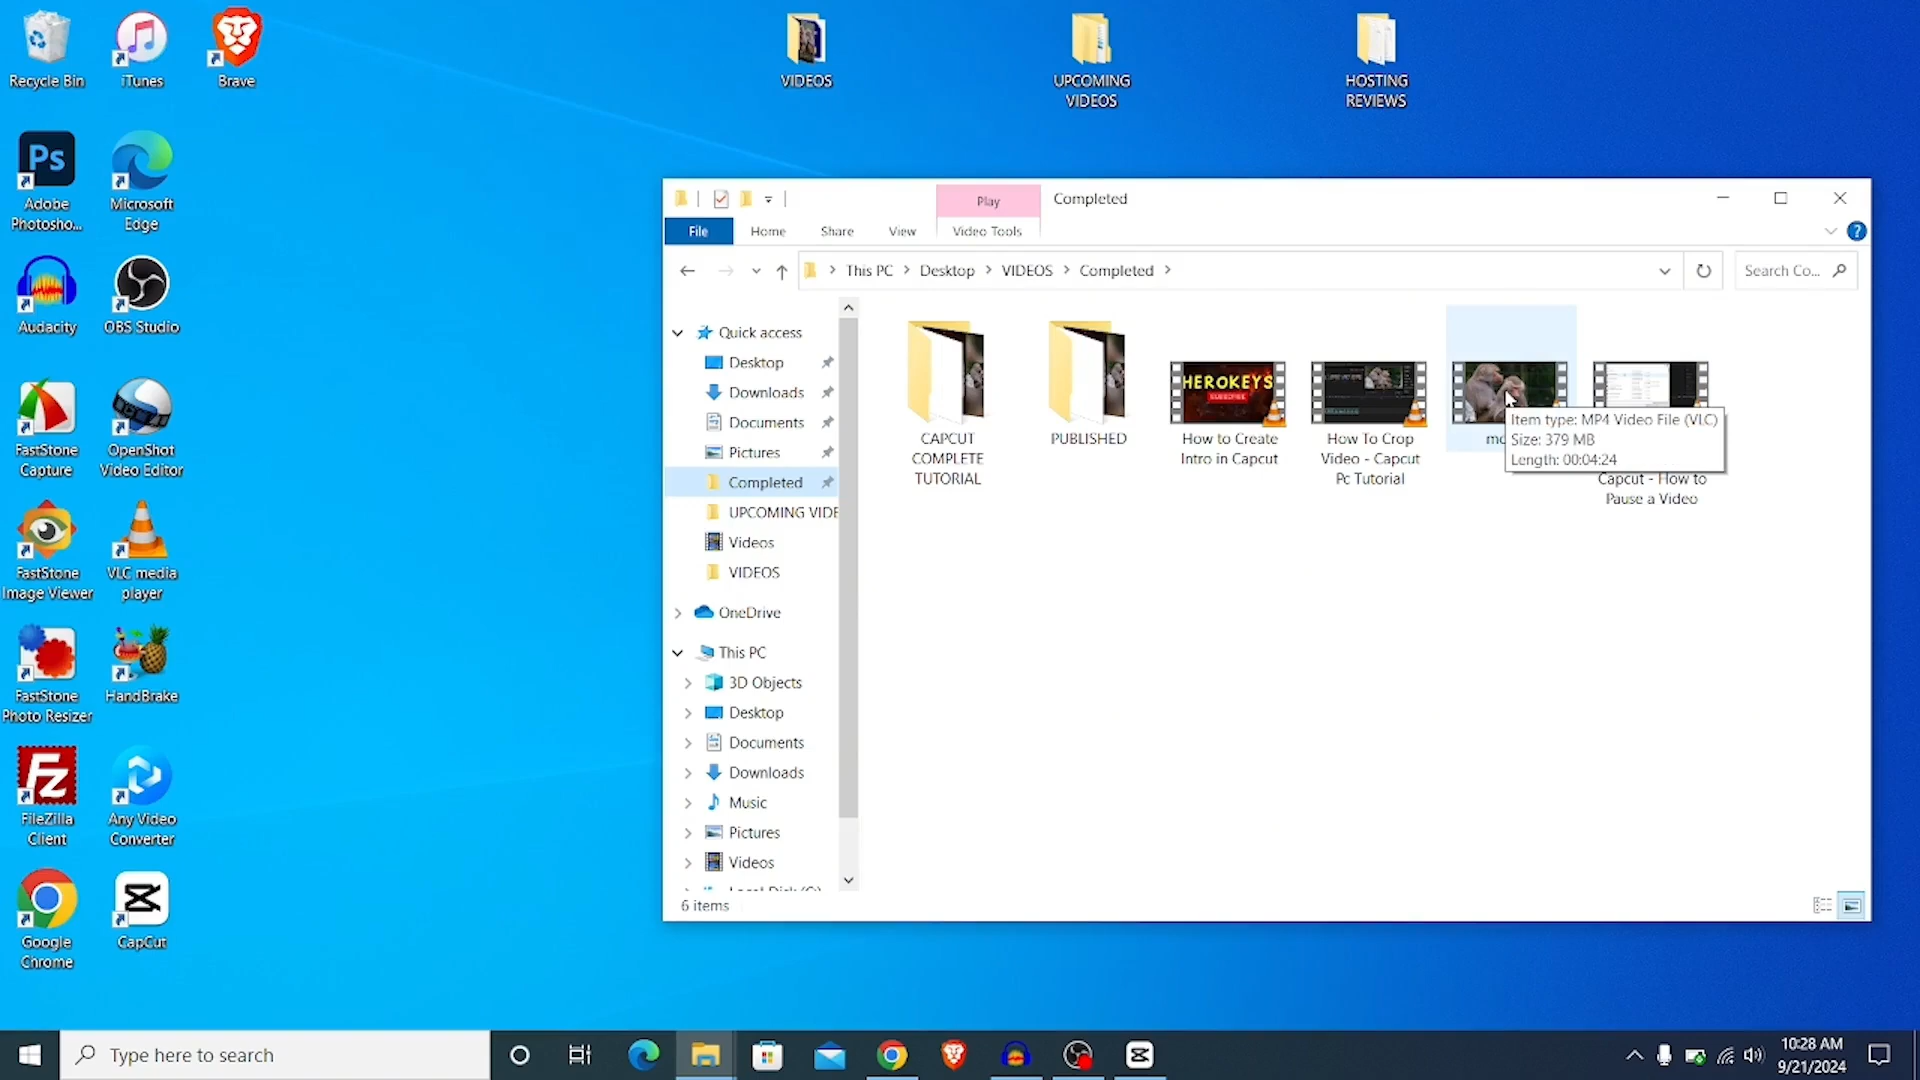 Recycle Bin
iTunes
Brave
VIDEOS
UPCOMING
VIDEOS
HOSTING
REVIEWS
Ps
Adobe
Photosho...
Microsoft
Edge
Audacity
OBS Studio
FastStone
Capture
OpenShot
Video Editor
FastStone
Image Viewer
VLC media
player
FastStone
Photo Resizer
HandBrake
Fz
FileZilla
Client
Any Video
Converter
Google
Chrome
CapCut
Play
Completed
File
Home
Share
View
Video Tools
?
This PC
Desktop
VIDEOS
Completed
Search Co...
Quick access
Desktop
Downloads
Documents
Pictures
Completed
UPCOMING VIDE
Videos
VIDEOS
OneDrive
This PC
3D Objects
Desktop
Documents
Downloads
Music
Pictures
Videos
Local Disk (C:)
6 items
CAPCUT
COMPLETE
TUTORIAL
PUBLISHED
HEROKEYS
SUBSCRIBE
How to Create
Intro in Capcut
How To Crop
Video - Capcut
Pc Tutorial
Item type: MP4 Video File (VLC)
Size: 379 MB
Length: 00:04:24
Capcut - How to
Pause a Video
Type here to search
10:28 AM
9/21/2024